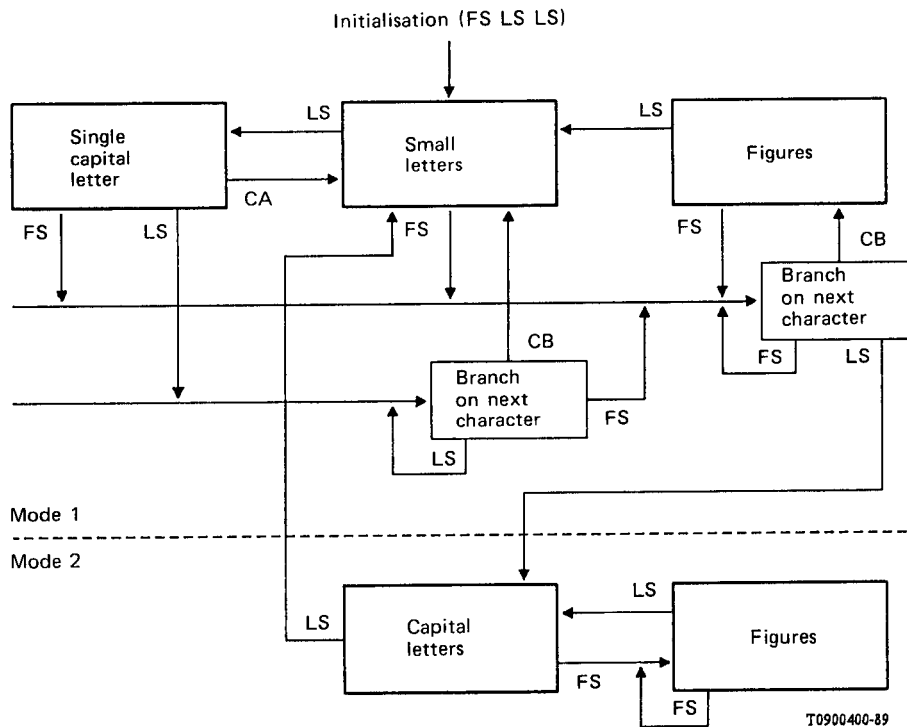 Initialisation (FS LS LS)
Single
capital
letter
LS
CA
Small
letters
LS
Figures
FS
LS
FS
FS
CB
Branch
on next
character
CB
FS
LS
Branch
on next
character
FS
LS
Mode 1
Mode 2
LS
Capital
letters
LS
FS
Figures
FS
T0900400-89